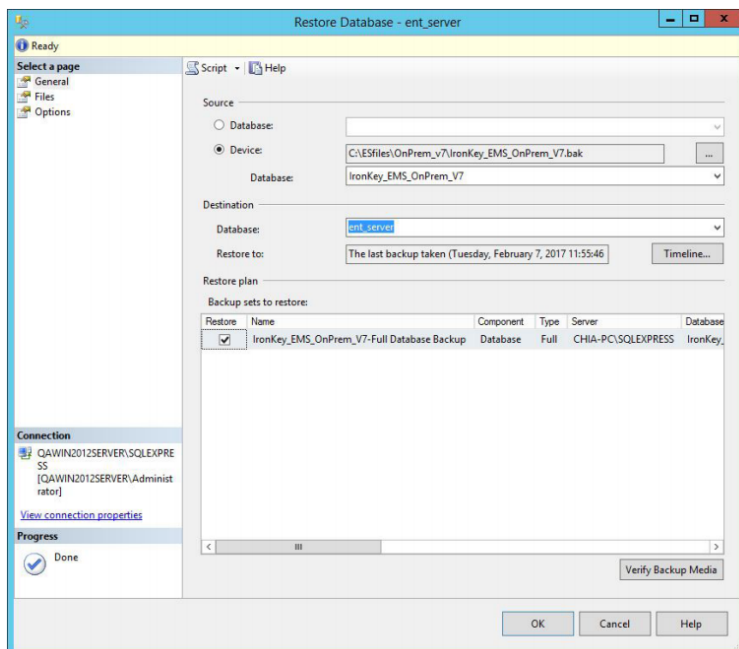 Restore Database - ent_server
Ready
Select a page
General
Files
Options
Script
Help
Source
Database:
Device:
C:\ESfiles\OnPrem_v7\IronKey_EMS_OnPrem_V7.bak
...
Database:
IronKey_EMS_OnPrem_V7
Destination
Database:
ent_server
Restore to:
The last backup taken (Tuesday, February 7, 2017 11:55:46
Timeline...
Restore plan
Backup sets to restore:
Restore Name Component Type Server Database
IronKey_EMS_OnPrem_V7-Full Database Backup Database Full CHIA-PC\SQLEXPRESS IronKey_
Connection
QAWIN2012SERVER\SQLEXPRE
SS
[QAWIN2012SERVER\Administ
rator]
View connection properties
Progress
Done
Verify Backup Media
OK
Cancel
Help